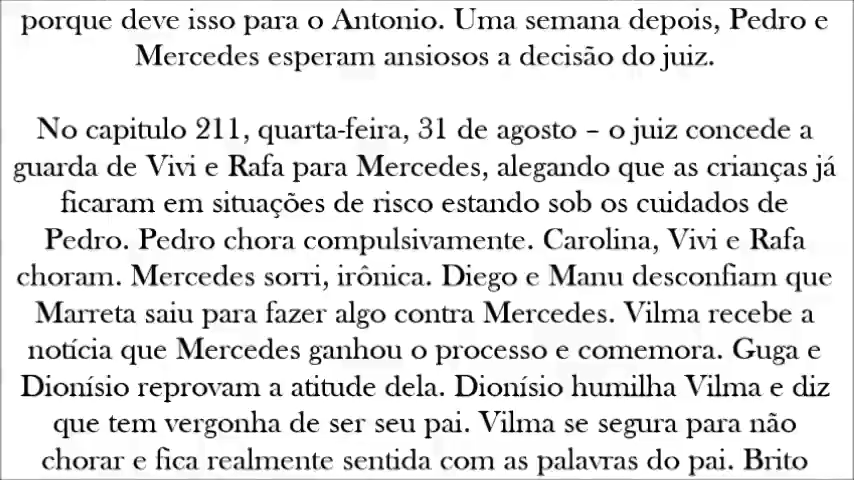 porque deve isso para o Antonio. Uma semana depois, Pedro e
Mercedes esperam ansiosos a decisão do juiz.
No capitulo 211, quarta-feira, 31 de agosto – o juiz concede a
guarda de Vivi e Rafa para Mercedes, alegando que as crianças já
ficaram em situações de risco estando sob os cuidados de
Pedro. Pedro chora compulsivamente. Carolina, Vivi e Rafa
choram. Mercedes sorri, irônica. Diego e Manu desconfiam que
Marreta saiu para fazer algo contra Mercedes. Vilma recebe a
notícia que Mercedes ganhou o processo e comemora. Guga e
Dionísio reprovam a atitude dela. Dionísio humilha Vilma e diz
que tem vergonha de ser seu pai. Vilma se segura para não
chorar e fica realmente sentida com as palavras do pai. Brito